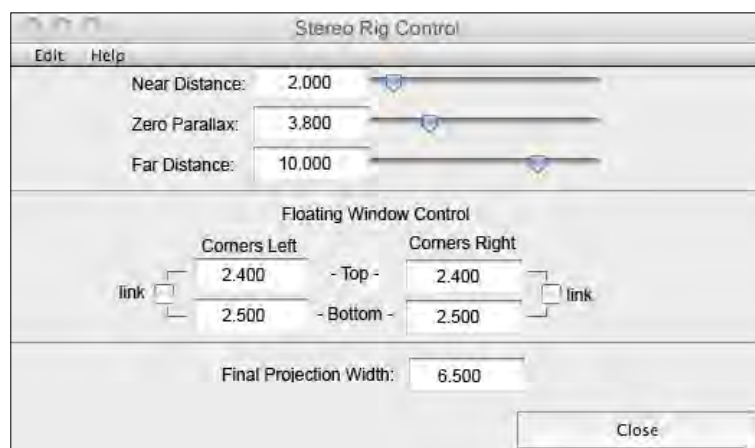 Stereo Rig Control
Edit Help
Near Distance: 2.000
Zero Parallax: 3.800
Far Distance: 10.000
Floating Window Control
Corners Left Corners Right
2.400 - Top - 2.400
link link
2.500 - Bottom - 2.500
Final Projection Width: 6.500
Close